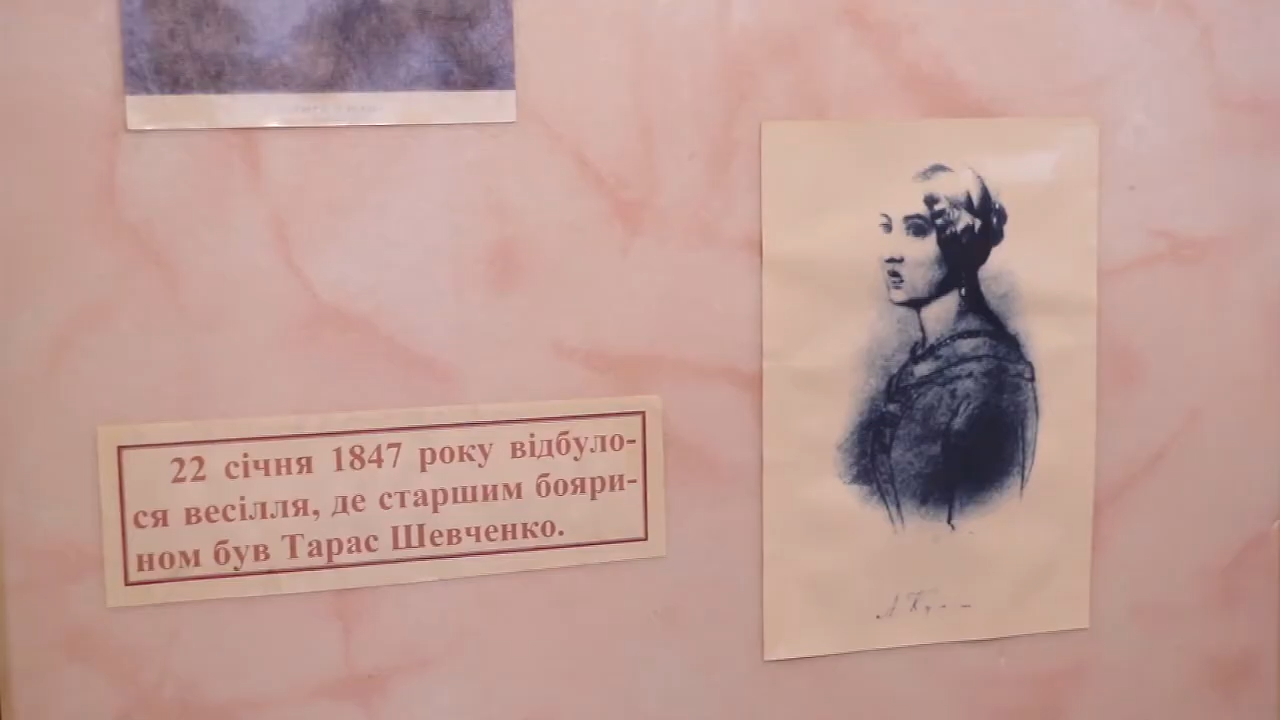 22 січня 1847 року відбуло-
ся весілля, де старшим бояри-
ном був Тарас Шевченко.